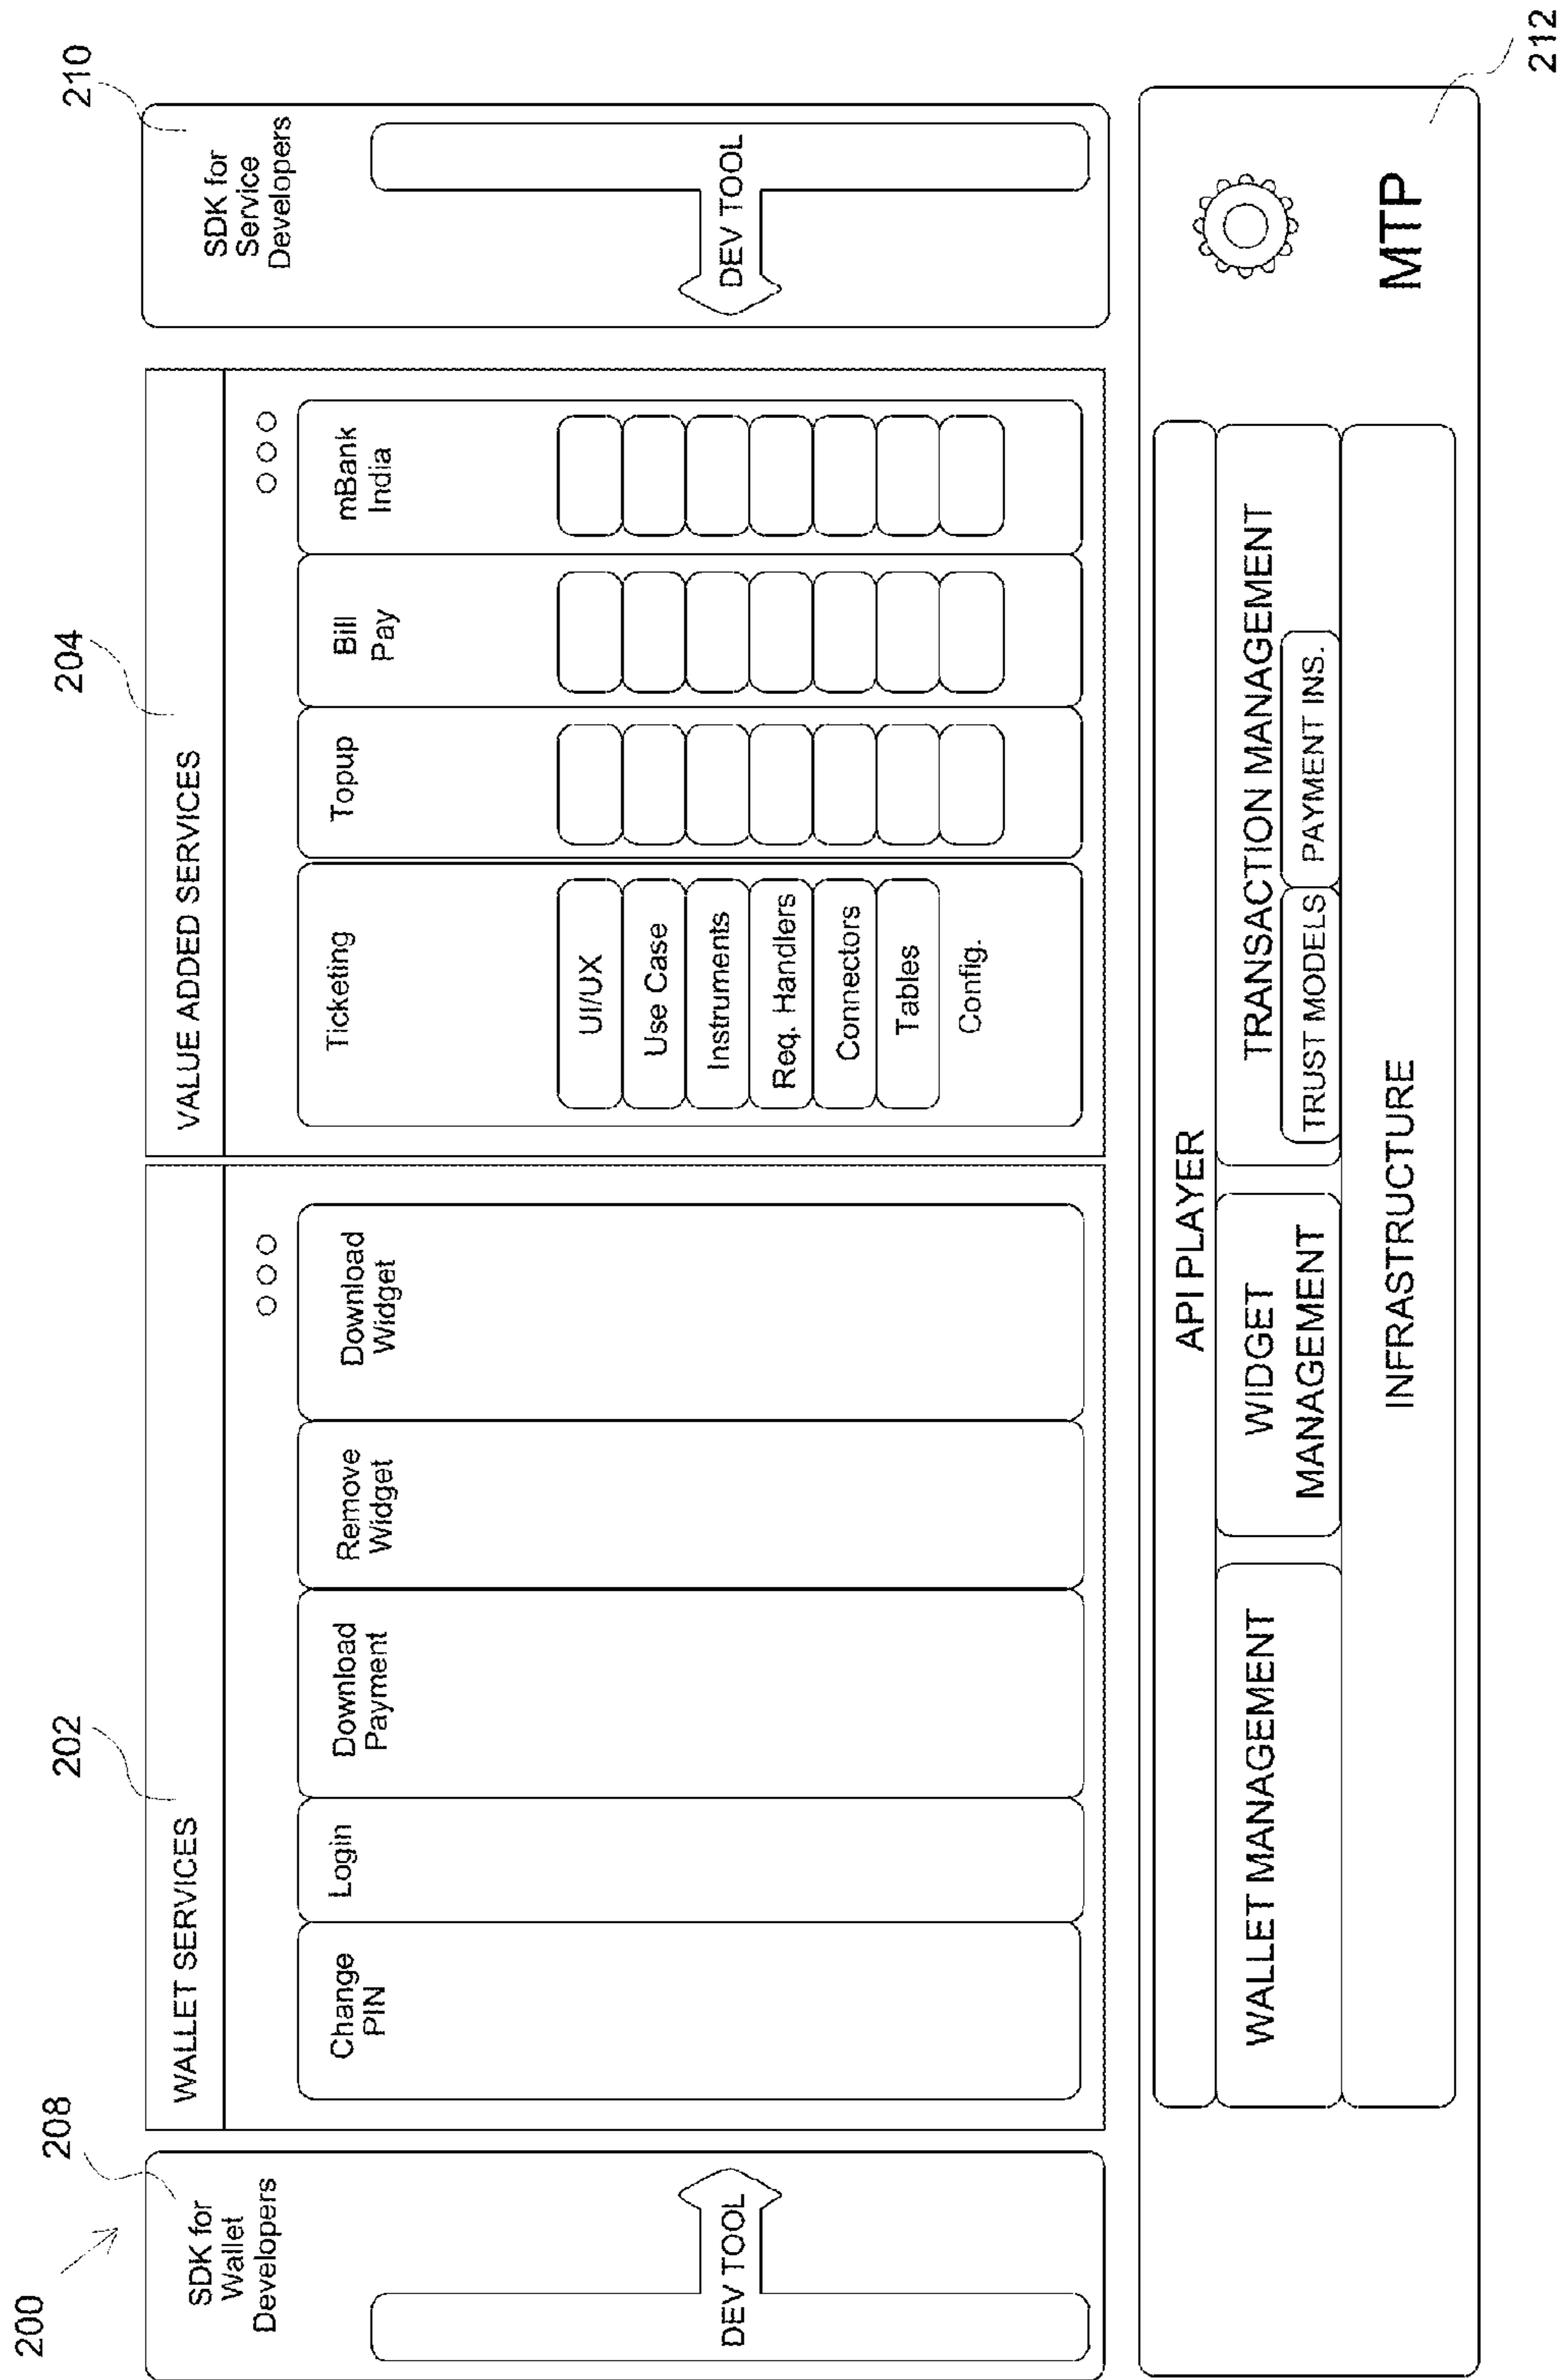 200
208
SDK for
Wallet
Developers
DEV TOOL
202
WALLET SERVICES
Change
PIN
Login
Download
Payment
Remove
Widget
Download
Widget
204
VALUE ADDED SERVICES
Ticketing
UI/UX
Use Case
Instruments
Req. Handlers
Connectors
Tables
Config.
Topup
Bill
Pay
mBank
India
210
SDK for
Service
Developers
DEV TOOL
API PLAYER
WALLET MANAGEMENT
WIDGET
MANAGEMENT
TRANSACTION MANAGEMENT
TRUST MODELS
PAYMENT INS.
INFRASTRUCTURE
MTP
212